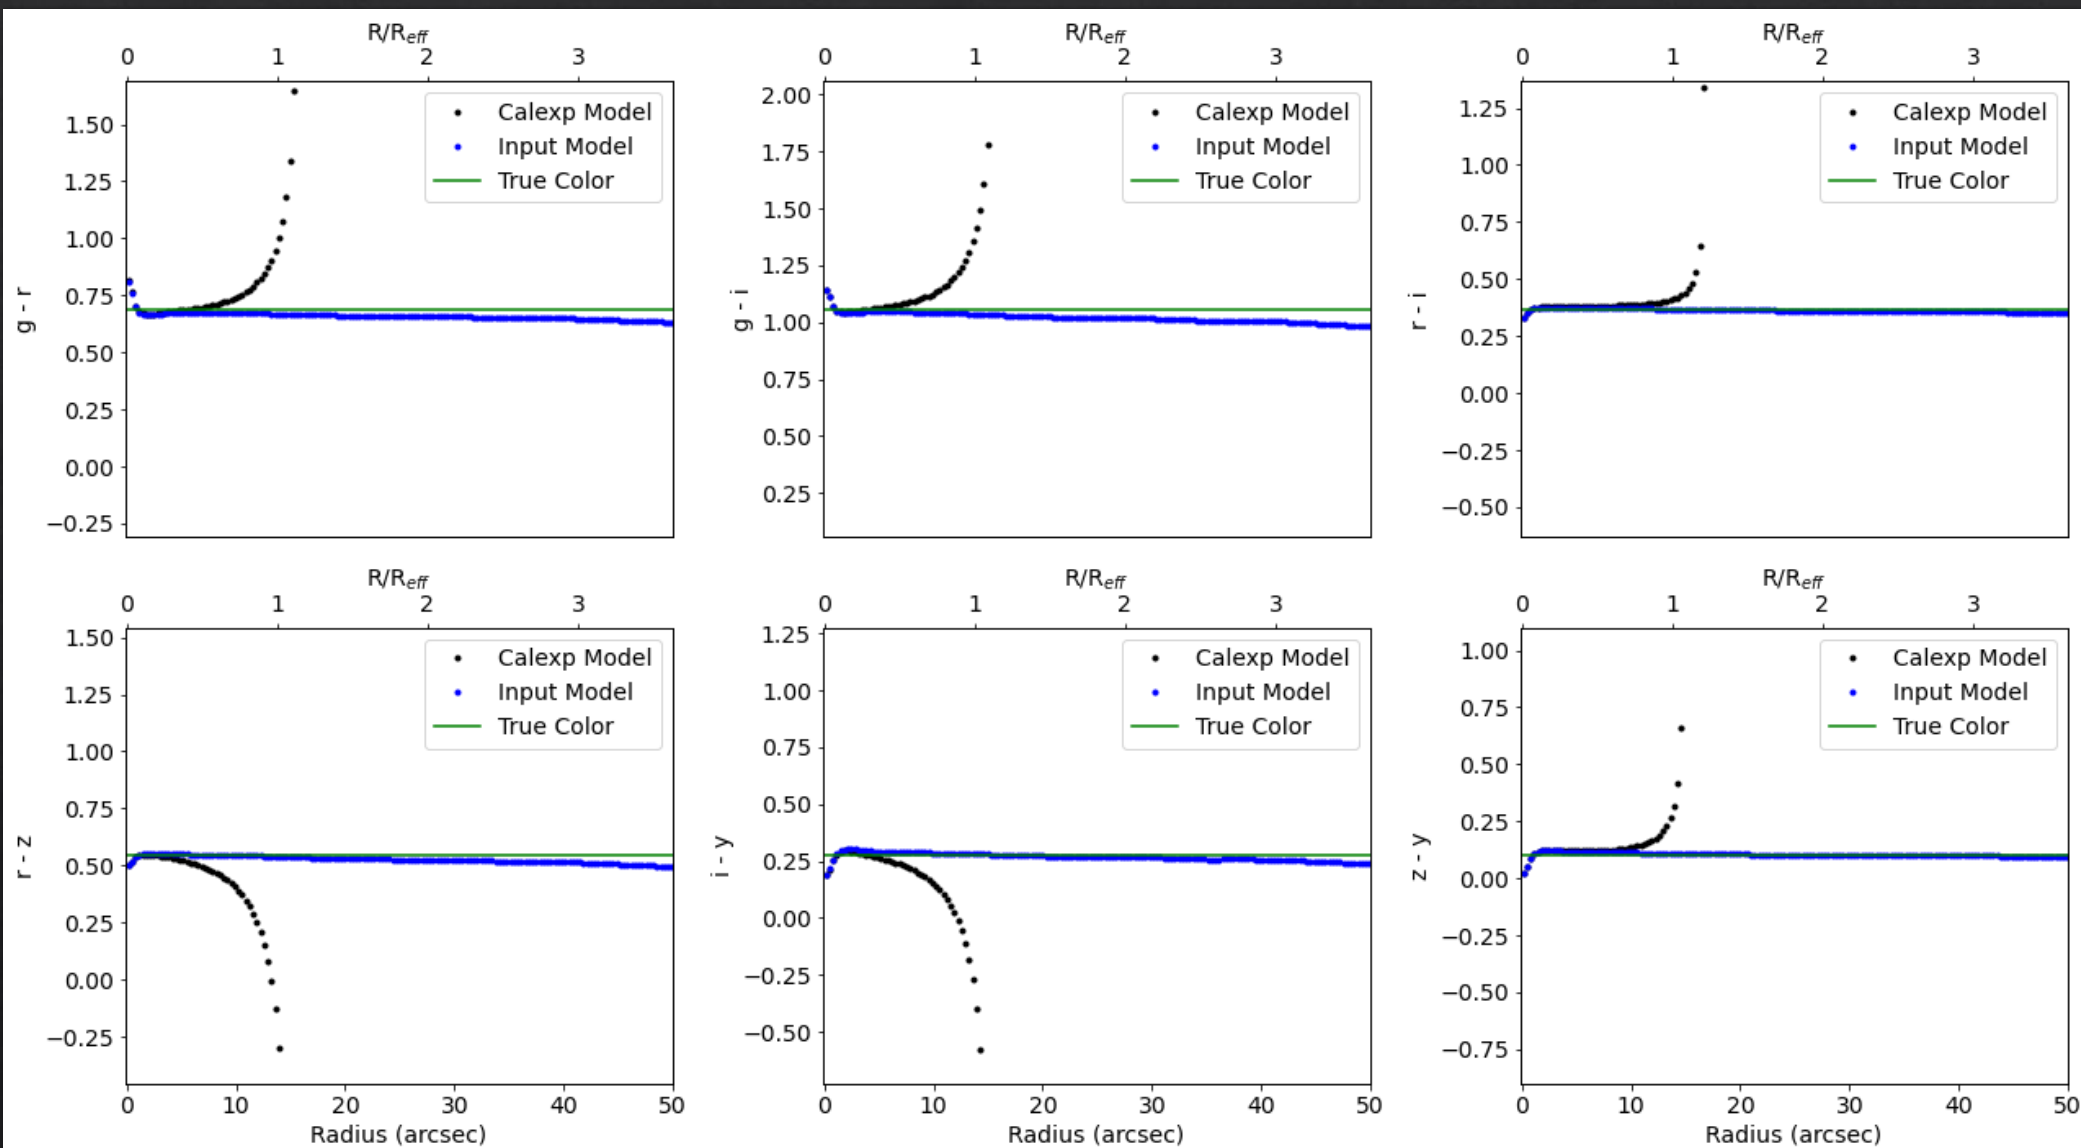 R/Reff
0 1 2 3
1.50
1.25
1.00
0.75
0.50
0.25
0.00
−0.25
g - r
Calexp Model
Input Model
True Color
R/Reff
0 1 2 3
2.00
1.75
1.50
1.25
1.00
0.75
0.50
0.25
g - i
Calexp Model
Input Model
True Color
R/Reff
0 1 2 3
1.25
1.00
0.75
0.50
0.25
0.00
−0.25
−0.50
r - i
Calexp Model
Input Model
True Color
R/Reff
0 1 2 3
1.50
1.25
1.00
0.75
0.50
0.25
0.00
−0.25
r - z
Calexp Model
Input Model
True Color
0 10 20 30 40 50
Radius (arcsec)
R/Reff
0 1 2 3
1.25
1.00
0.75
0.50
0.25
0.00
−0.25
−0.50
i - y
Calexp Model
Input Model
True Color
0 10 20 30 40 50
Radius (arcsec)
R/Reff
0 1 2 3
1.00
0.75
0.50
0.25
0.00
−0.25
−0.50
−0.75
z - y
Calexp Model
Input Model
True Color
0 10 20 30 40 50
Radius (arcsec)